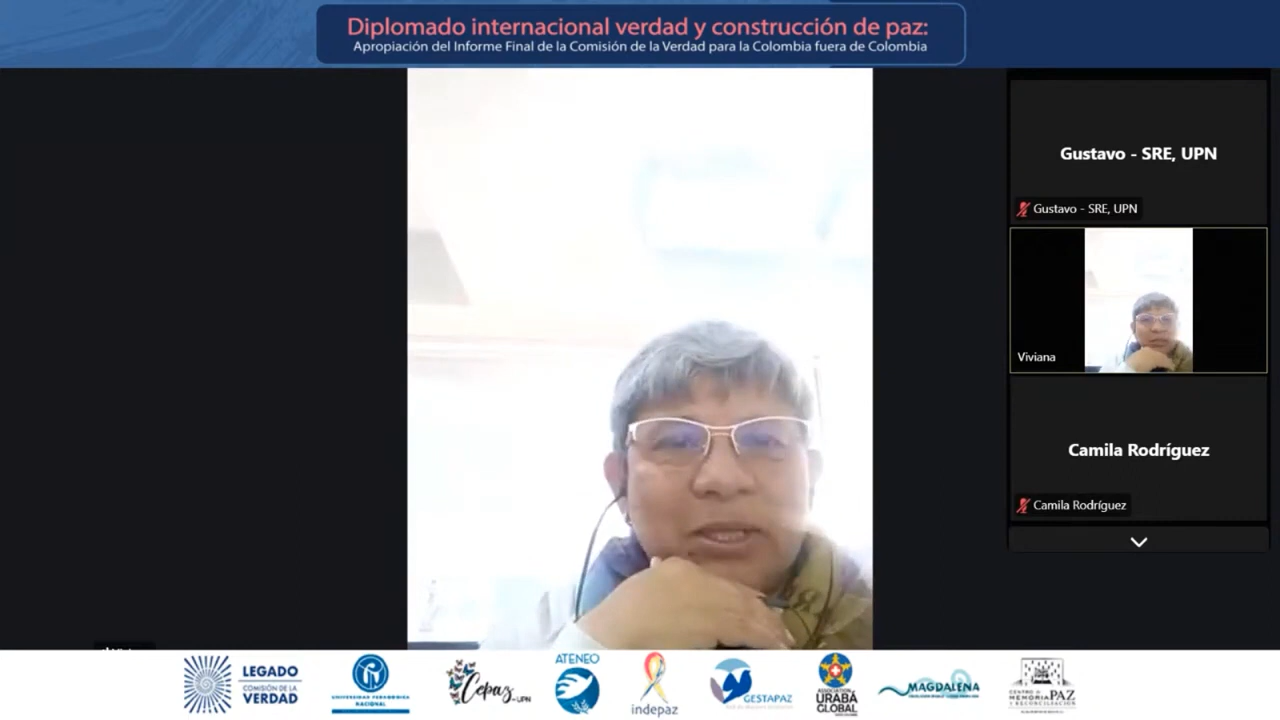 Diplomado internacional verdad y construcción de paz:
Apropiación del Informe Final de la Comisión de la Verdad para la Colombia fuera de Colombia
Gustavo - SRE, UPN
Gustavo - SRE, UPN
Viviana
Camila Rodríguez
Camila Rodríguez
LEGADO
COMISIÓN DE LA
VERDAD
UNIVERSIDAD PEDAGÓGICA
NACIONAL
Cepaz UPN
ATENEO
indepaz
GESTAPAZ
ASSOCIATION
URABÁ
GLOBAL
MAGDALENA
CENTRO de
MEMORIA PAZ
Y RECONCILIACIÓN